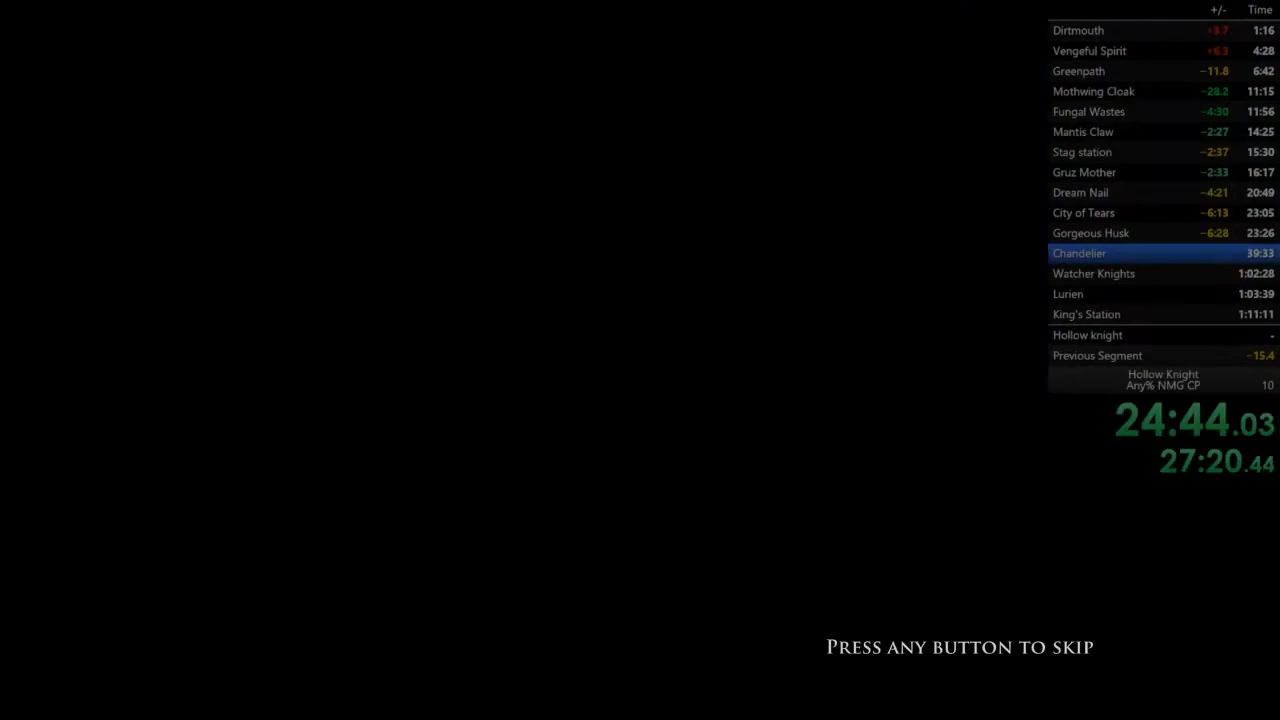 +/- Time
Dirtmouth +3.7 1:16
Vengeful Spirit +6.3 4:28
Greenpath −11.8 6:42
Mothwing Cloak −28.2 11:15
Fungal Wastes −4:30 11:56
Mantis Claw −2:27 14:25
Stag station −2:37 15:30
Gruz Mother −2:33 16:17
Dream Nail −4:21 20:49
City of Tears −6:13 23:05
Gorgeous Husk −6:28 23:26
Chandelier 39:33
Watcher Knights 1:02:28
Lurien 1:03:39
King's Station 1:11:11
Hollow knight -
Previous Segment −15.4
Hollow Knight
Any% NMG CP 10
24:44.03
27:20.44
Press any button to skip